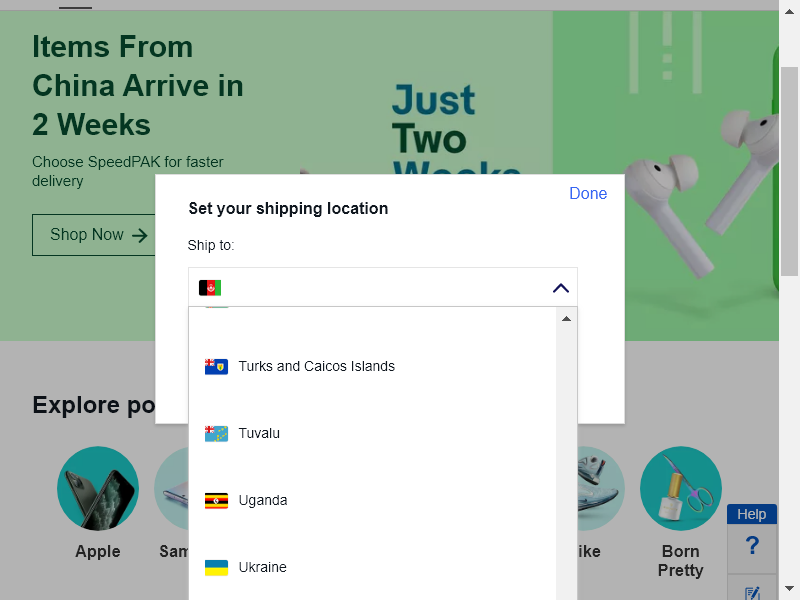 Items From
China Arrive in
2 Weeks
Choose SpeedPAK for faster
delivery
Shop Now
Just
Two
Weeks
Done
Set your shipping location
Ship to:
Turks and Caicos Islands
Tuvalu
Uganda
Ukraine
Explore po
Apple
Sam
ike
Born
Pretty
Help
?